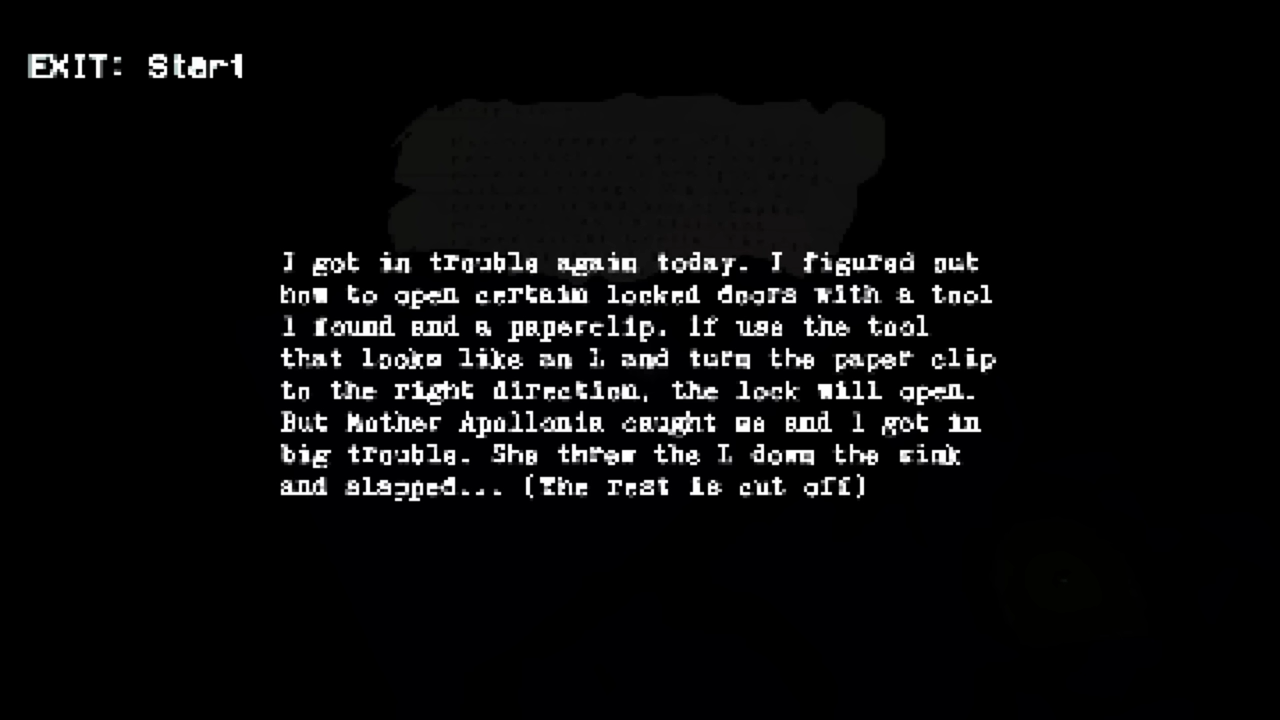 EXIT: Start
I got in trouble again today. I figured out
how to open certain locked doors with a tool
I found and a paperclip. If use the tool
that looks like an L and turn the paper clip
to the right direction, the lock will open.
But Mother Apollonia caught me and I got in
big trouble. She threw the L down the sink
and slapped... (The rest is cut off)